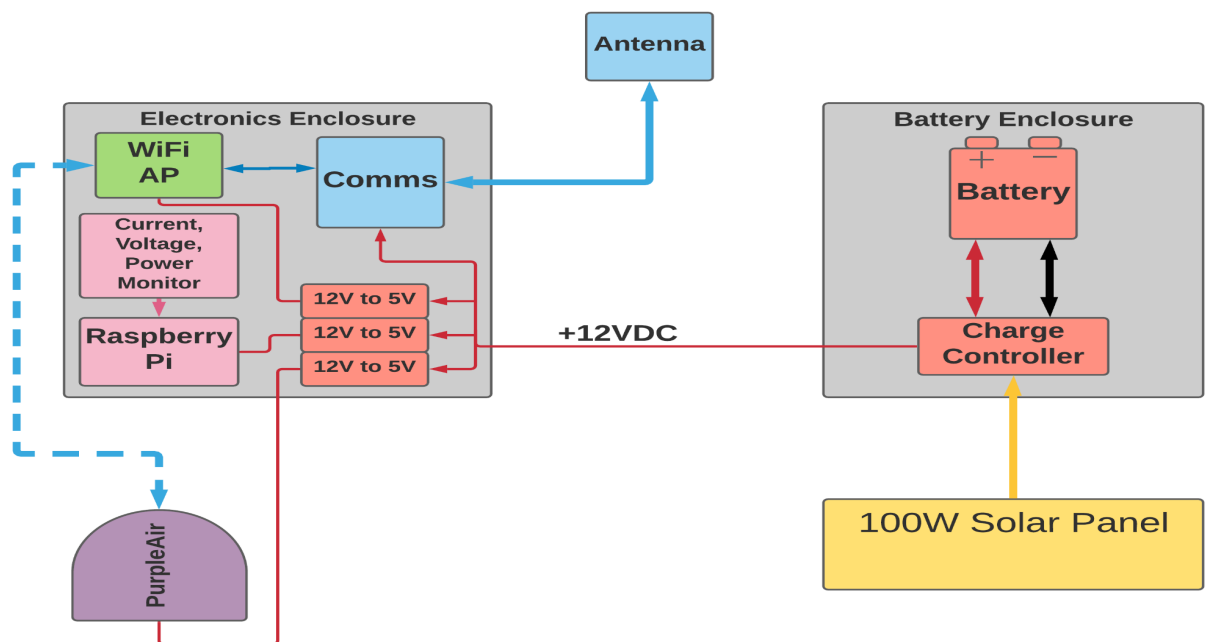 Antenna
Electronics Enclosure
WiFi
AP
Comms
Current,
Voltage,
Power
Monitor
Raspberry
Pi
12V to 5V
12V to 5V
12V to 5V
+12VDC
Battery Enclosure
+ −
Battery
Charge
Controller
100W Solar Panel
PurpleAir